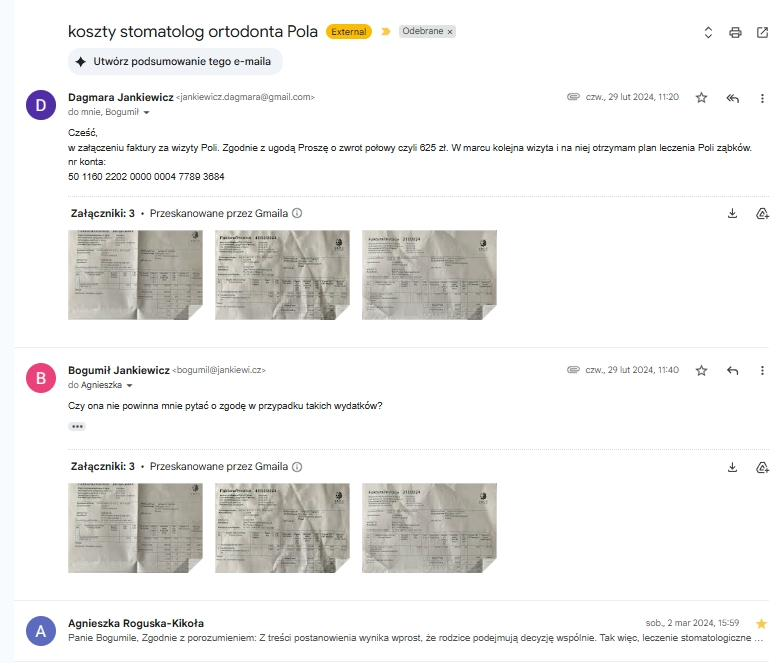 koszty stomatolog ortodonta Pola External Odebrane ×
Utwórz podsumowanie tego e-maila
D
Dagmara Jankiewicz <jankiewicz.dagmara@gmail.com> czw., 29 lut 2024, 11:20
do mnie, Bogumił
Cześć,
w załączeniu faktury za wizyty Poli. Zgodnie z ugodą Proszę o zwrot połowy czyli 625 zł. W marcu kolejna wizyta i na niej otrzymam plan leczenia Poli ząbków.
nr konta:
50 1160 2202 0000 0004 7789 3684
Załączniki: 3 • Przeskanowane przez Gmaila
B
Bogumił Jankiewicz <bogumil@jankiewi.cz> czw., 29 lut 2024, 11:40
do Agnieszka
Czy ona nie powinna mnie pytać o zgodę w przypadku takich wydatków?
Załączniki: 3 • Przeskanowane przez Gmaila
A
Agnieszka Roguska-Kikoła sob., 2 mar 2024, 15:59
Panie Bogumile, Zgodnie z porozumieniem: Z treści postanowienia wynika wprost, że rodzice podejmują decyzję wspólnie. Tak więc, leczenie stomatologiczne ...